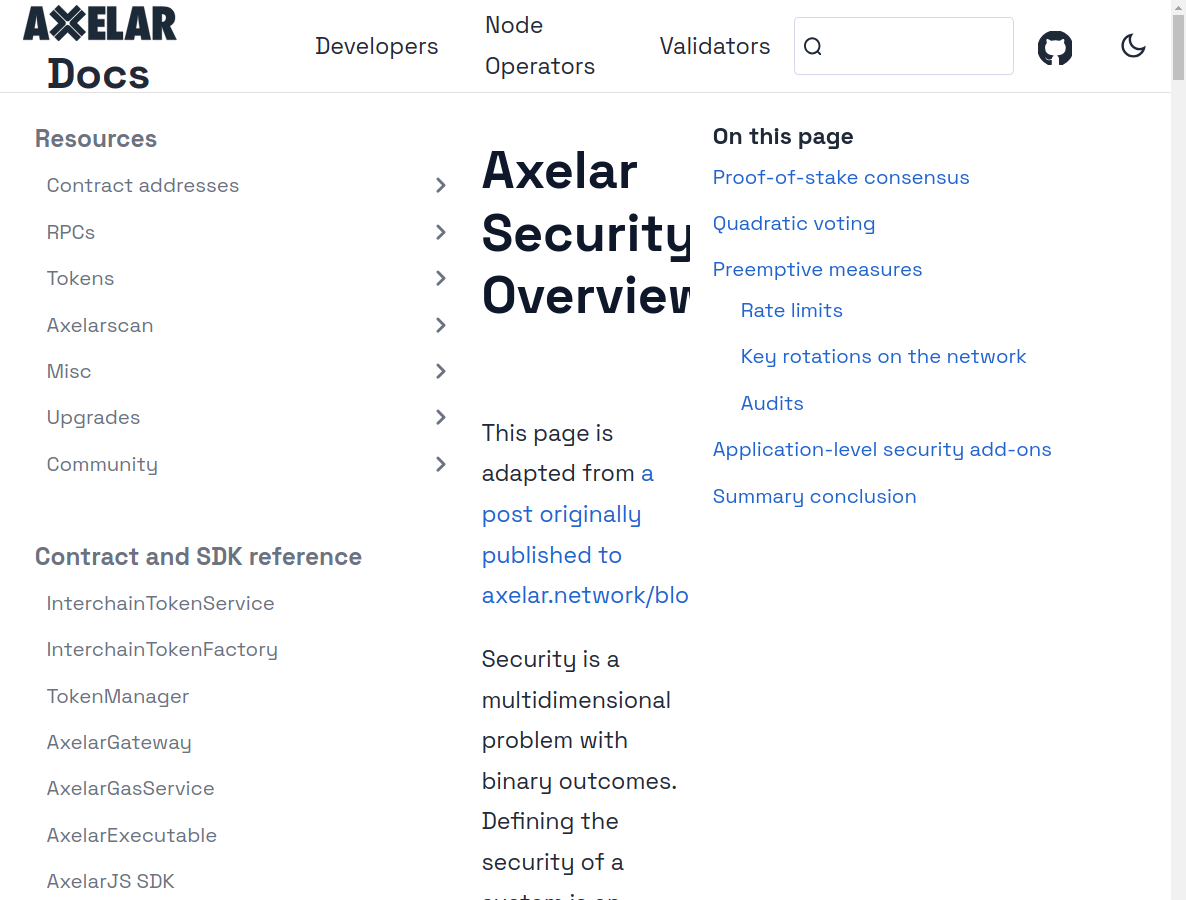 AXELAR
Docs
Developers
Node
Operators
Validators
Resources
Contract addresses
RPCs
Tokens
Axelarscan
Misc
Upgrades
Community
Contract and SDK reference
InterchainTokenService
InterchainTokenFactory
TokenManager
AxelarGateway
AxelarGasService
AxelarExecutable
AxelarJS SDK
Axelar
Security
Overview
This page is
adapted from a
post originally
published to
axelar.network/blo
Security is a
multidimensional
problem with
binary outcomes.
Defining the
security of a
system is an
On this page
Proof-of-stake consensus
Quadratic voting
Preemptive measures
Rate limits
Key rotations on the network
Audits
Application-level security add-ons
Summary conclusion